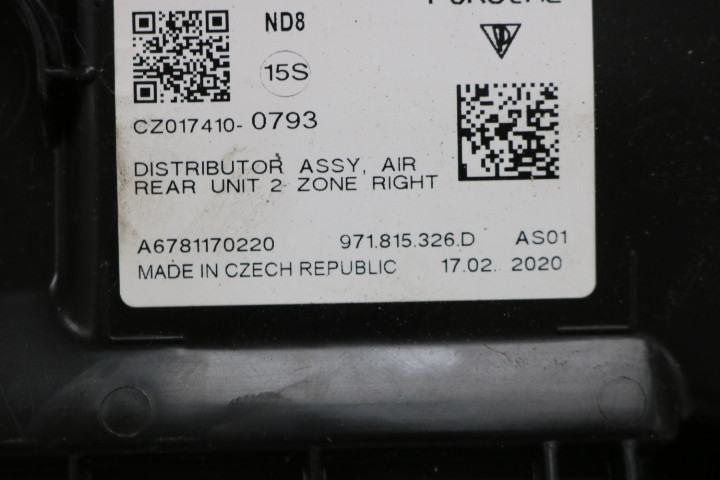 ND8
15S
CZ017410- 0793
DISTRIBUTOR ASSY, AIR
REAR UNIT 2 ZONE RIGHT
A6781170220 971.815.326.D AS01
MADE IN CZECH REPUBLIC 17.02. 2020